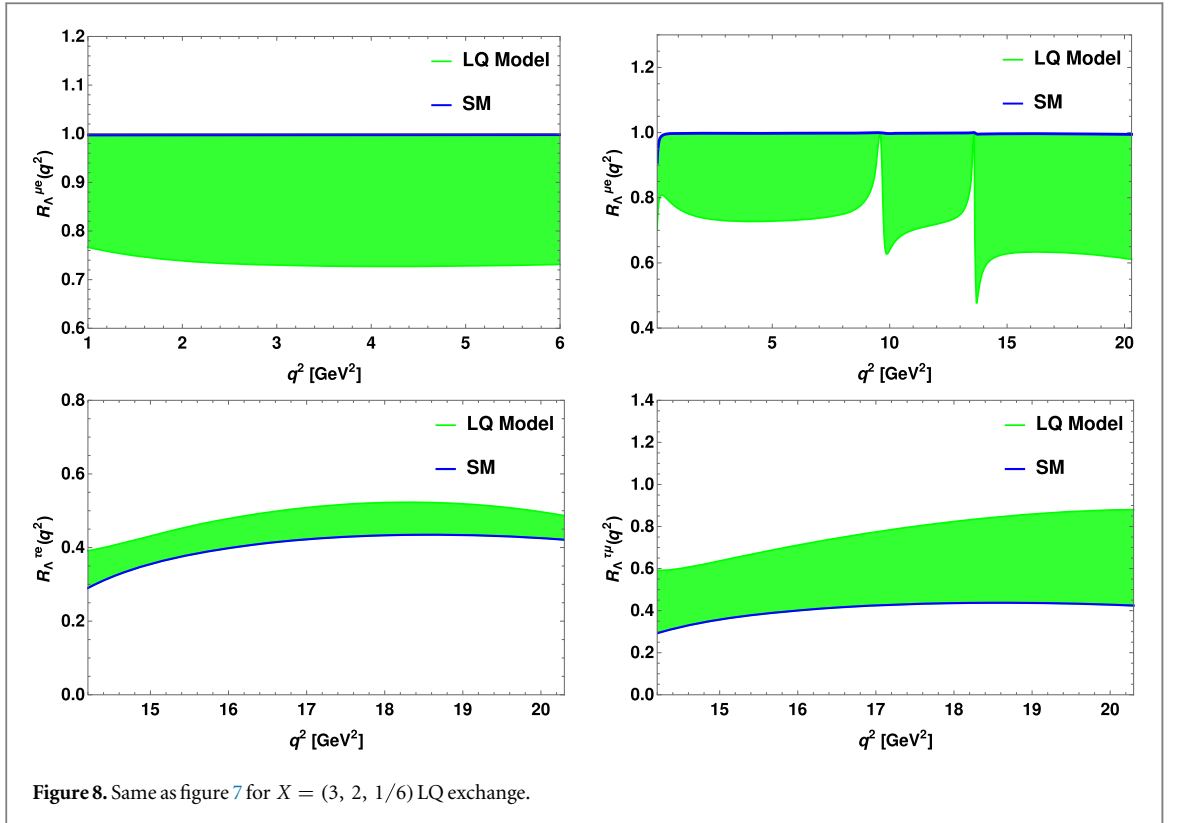 LQ Model
SM
1.2
1.1
1.0
0.9
0.8
0.7
0.6
1 2 3 4 5 6
R_Λ^{μe}(q²)
q² [GeV²]
LQ Model
SM
1.2
1.0
0.8
0.6
0.4
5 10 15 20
R_Λ^{μe}(q²)
q² [GeV²]
LQ Model
SM
0.8
0.6
0.4
0.2
0.0
15 16 17 18 19 20
R_Λ^{τe}(q²)
q² [GeV²]
LQ Model
SM
1.4
1.2
1.0
0.8
0.6
0.4
0.2
0.0
15 16 17 18 19 20
R_Λ^{τμ}(q²)
q² [GeV²]
Figure 8. Same as figure 7 for X = (3, 2, 1/6) LQ exchange.